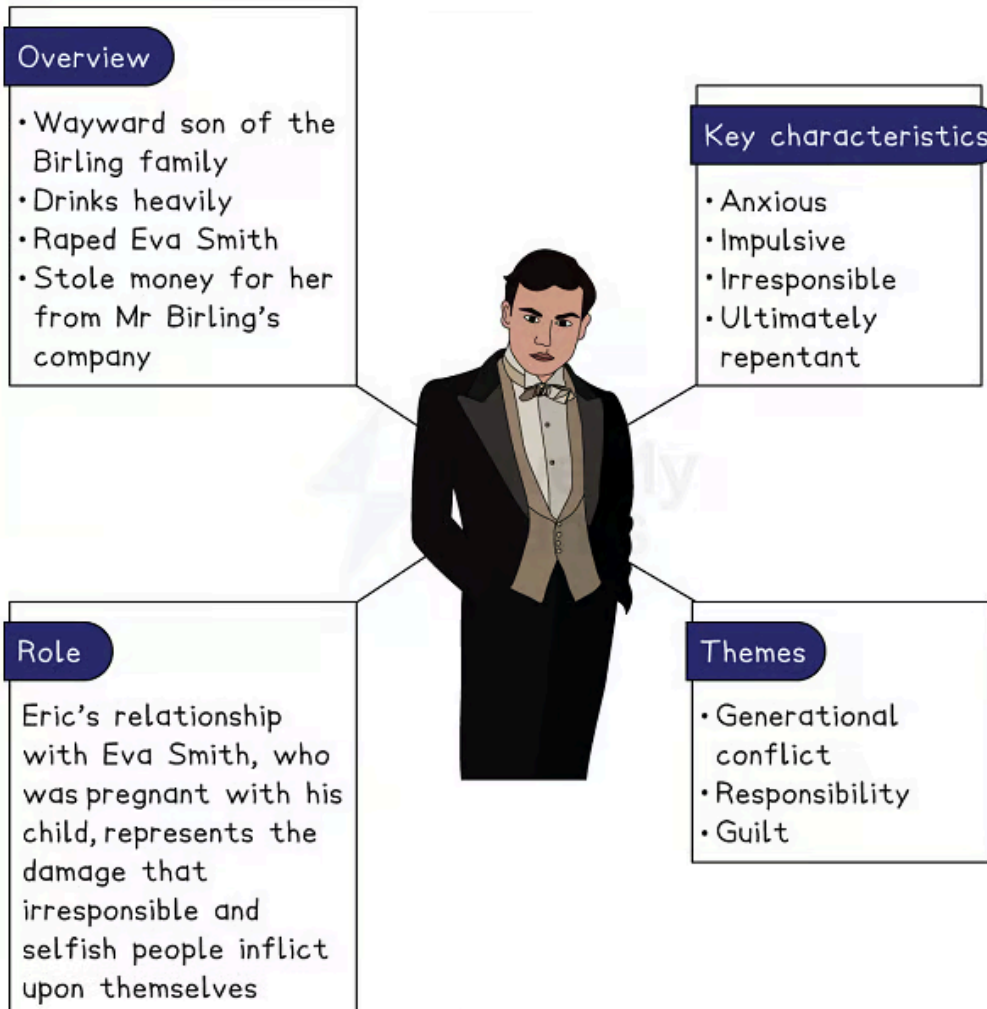 Overview
• Wayward son of the
Birling family
• Drinks heavily
• Raped Eva Smith
• Stole money for her
from Mr Birling's
company
Key characteristics
• Anxious
• Impulsive
• Irresponsible
• Ultimately
repentant
Role
Eric's relationship
with Eva Smith, who
was pregnant with his
child, represents the
damage that
irresponsible and
selfish people inflict
upon themselves
Themes
• Generational
conflict
• Responsibility
• Guilt